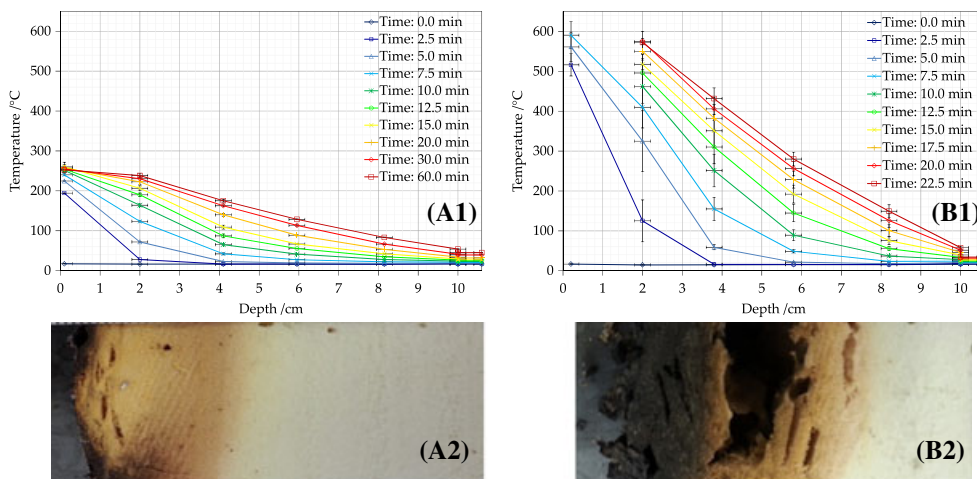 600
500
400
300
200
100
0
Temperature /°C
0 1 2 3 4 5 6 7 8 9 10
Depth /cm
Time: 0.0 min
Time: 2.5 min
Time: 5.0 min
Time: 7.5 min
Time: 10.0 min
Time: 12.5 min
Time: 15.0 min
Time: 20.0 min
Time: 30.0 min
Time: 60.0 min
(A1)
600
500
400
300
200
100
0
Temperature /°C
0 1 2 3 4 5 6 7 8 9 10
Depth /cm
Time: 0.0 min
Time: 2.5 min
Time: 5.0 min
Time: 7.5 min
Time: 10.0 min
Time: 12.5 min
Time: 15.0 min
Time: 17.5 min
Time: 20.0 min
Time: 22.5 min
(B1)
(A2)
(B2)